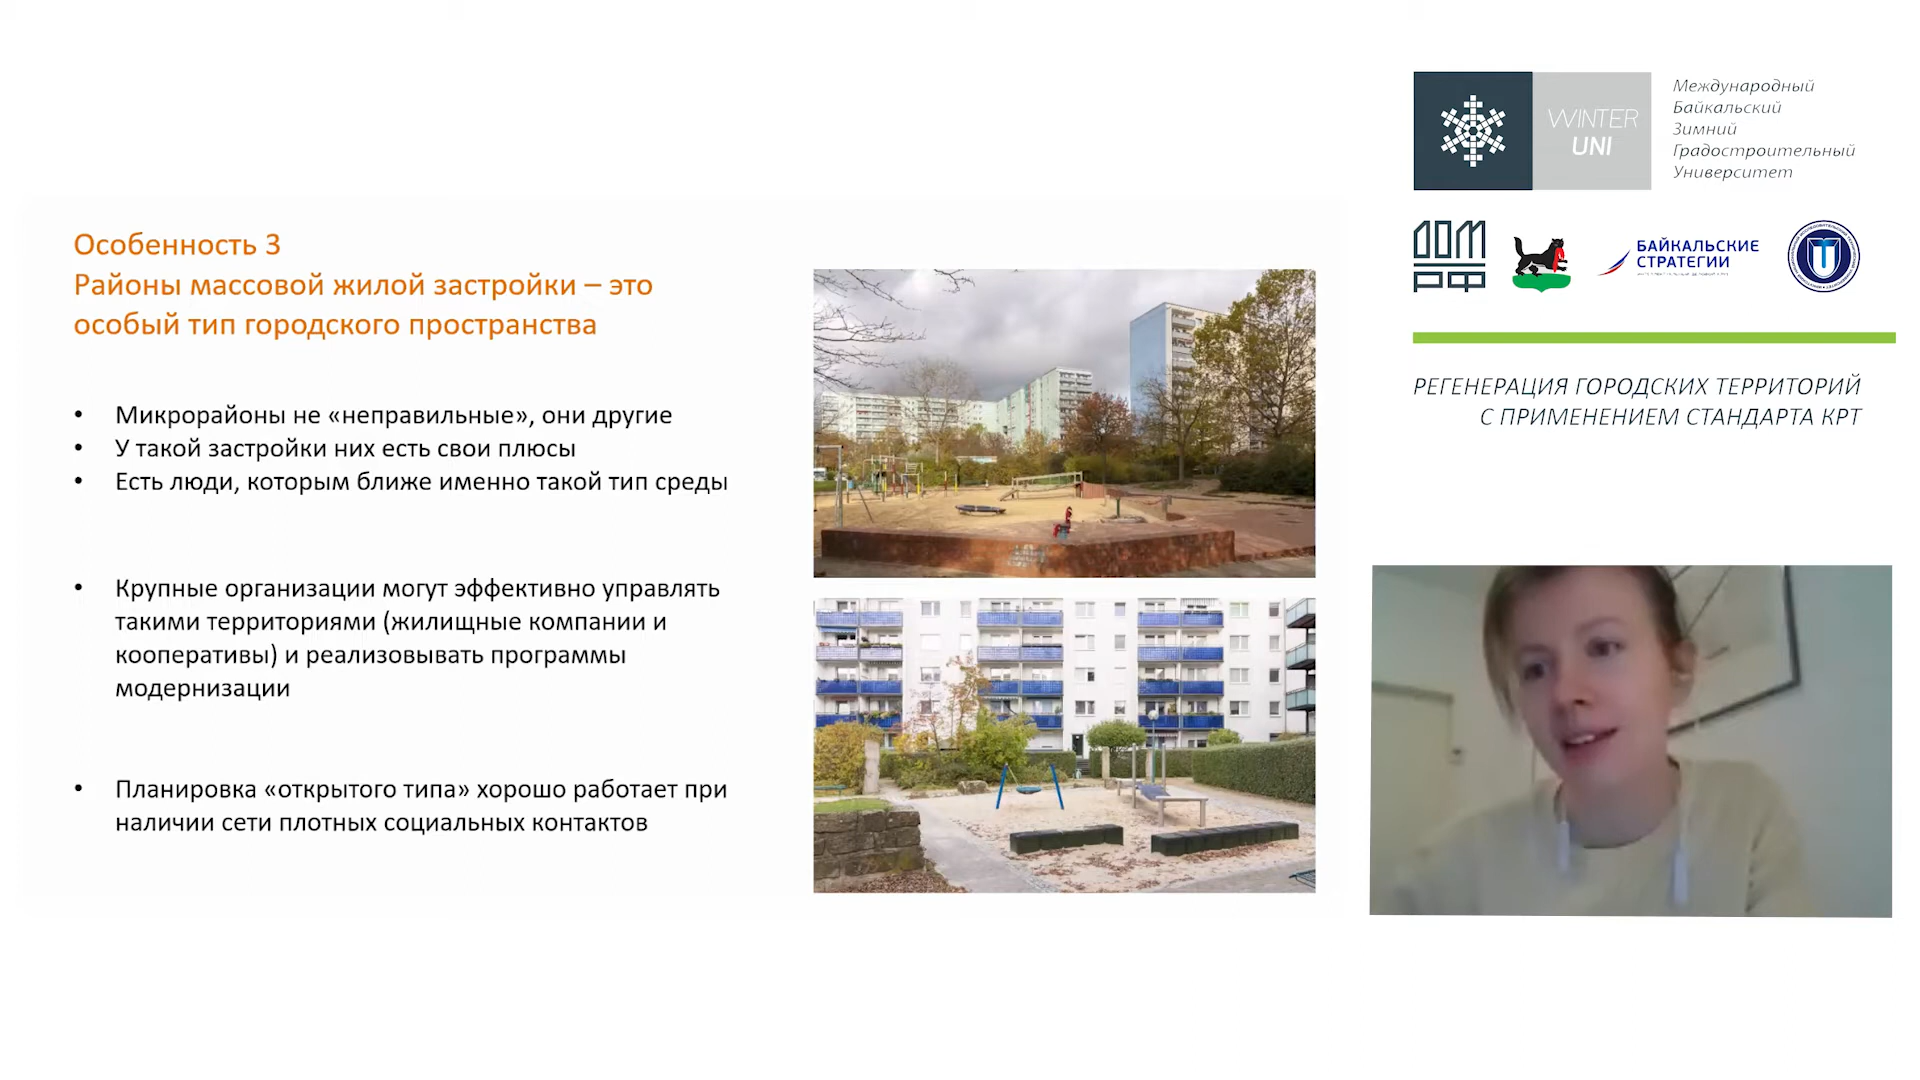 Особенность 3
Районы массовой жилой застройки – это
особый тип городского пространства
• Микрорайоны не «неправильные», они другие
• У такой застройки них есть свои плюсы
• Есть люди, которым ближе именно такой тип среды
• Крупные организации могут эффективно управлять
такими территориями (жилищные компании и
кооперативы) и реализовывать программы
модернизации
• Планировка «открытого типа» хорошо работает при
наличии сети плотных социальных контактов
WINTER
UNI
Международный
Байкальский
Зимний
Градостроительный
Университет
ДОМ
РФ
БАЙКАЛЬСКИЕ
СТРАТЕГИИ
РЕГЕНЕРАЦИЯ ГОРОДСКИХ ТЕРРИТОРИЙ
С ПРИМЕНЕНИЕМ СТАНДАРТА КРТ